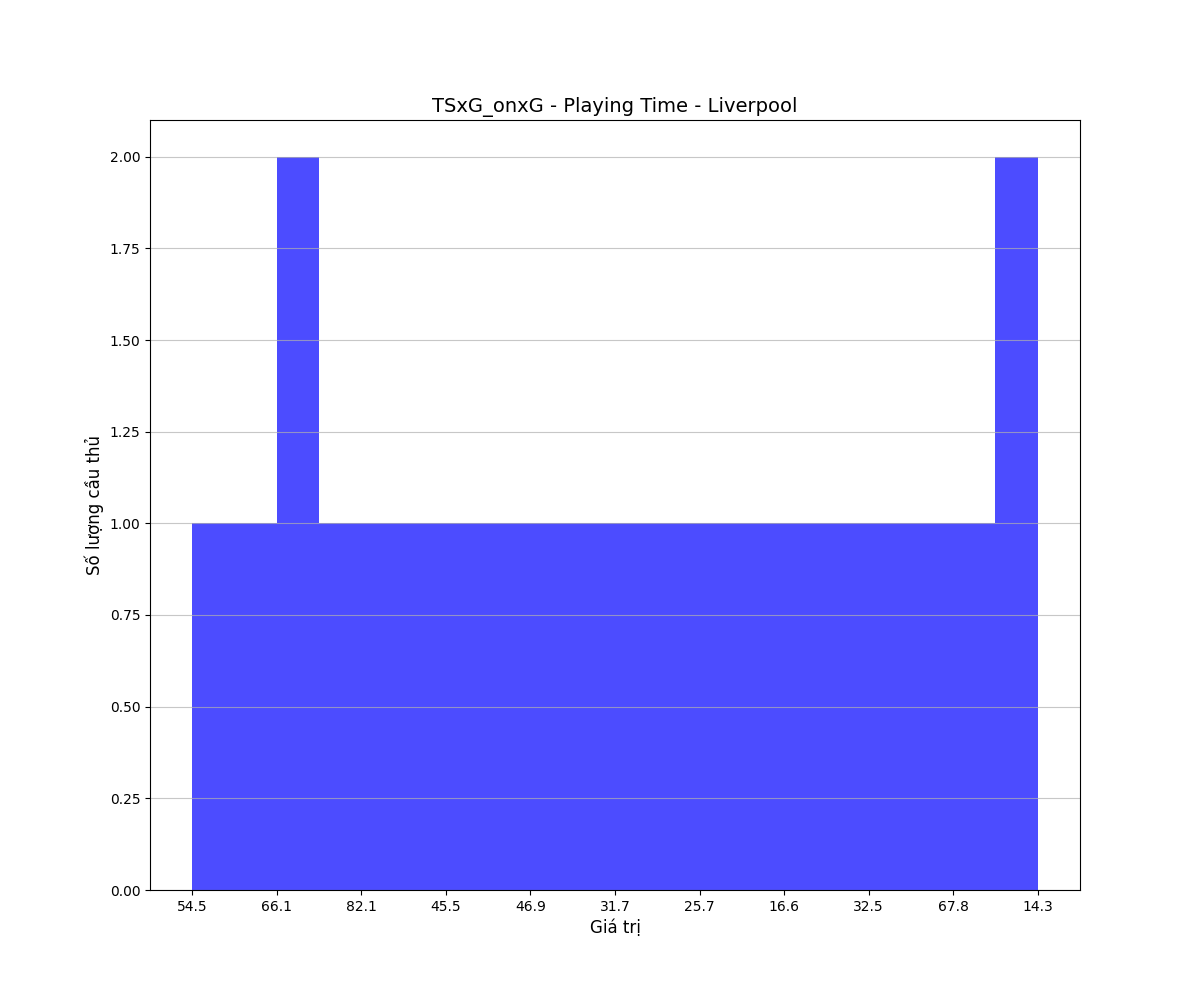 TSxG_onxG - Playing Time - Liverpool
2.00
1.75
1.50
1.25
1.00
0.75
0.50
0.25
0.00
Số lượng cầu thủ
54.5 66.1 82.1 45.5 46.9 31.7 25.7 16.6 32.5 67.8 14.3
Giá trị